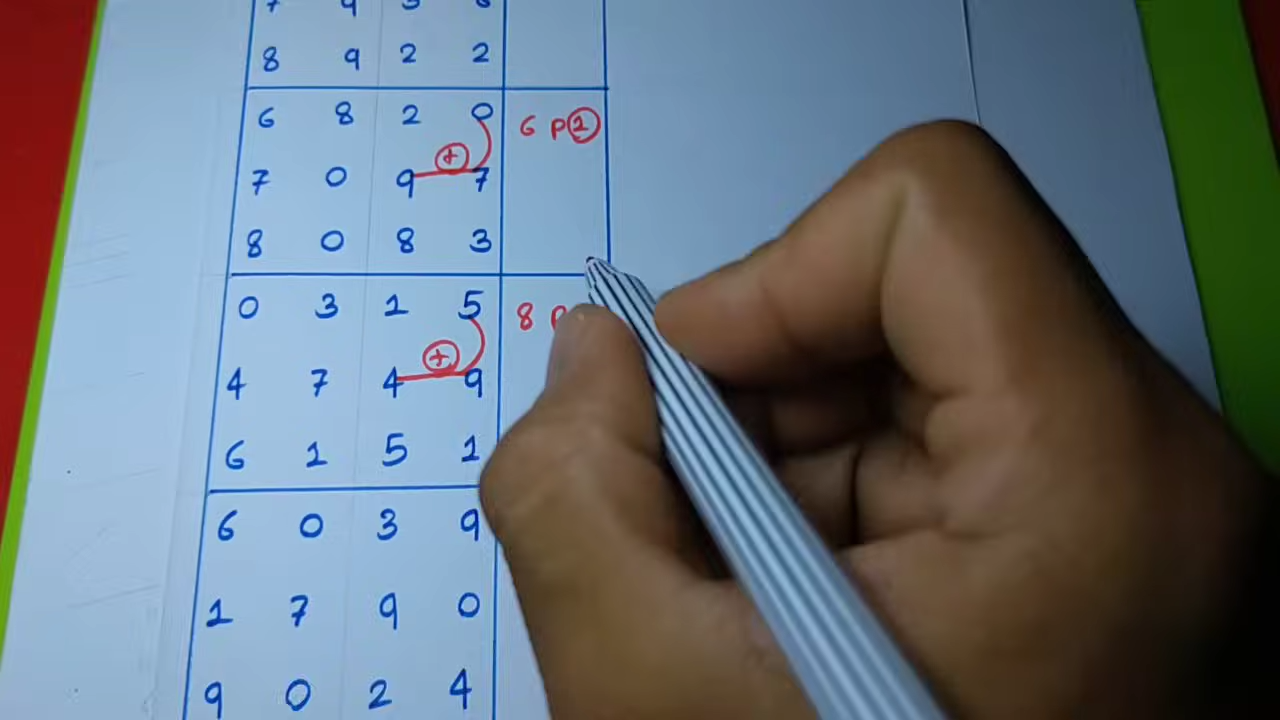 8 9 2 2
6 8 2 0 6 P1
+
7 0 9 7
8 0 8 3
0 3 1 5 8 P
+
4 7 4 9
6 1 5 1
6 0 3 9
1 7 9 0
9 0 2 4